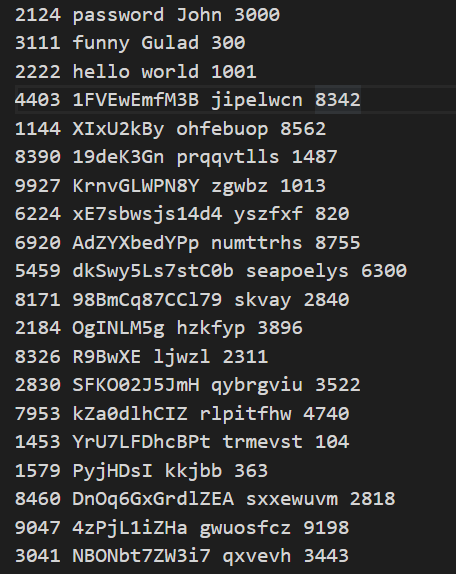 2124 password John 3000
3111 funny Gulad 300
2222 hello world 1001
4403 1FVEwEmfM3B jipelwcn 8342
1144 XIxU2kBy ohfebuop 8562
8390 19deK3Gn prqqvtlls 1487
9927 KrnvGLWPN8Y zgwbz 1013
6224 xE7sbwsjs14d4 yszfxf 820
6920 AdZYXbedYPp numttrhs 8755
5459 dkSwy5Ls7stC0b seapoelys 6300
8171 98BmCq87CCl79 skvay 2840
2184 OgINLM5g hzkfyp 3896
8326 R9BwXE ljwzl 2311
2830 SFKO02J5JmH qybrgviu 3522
7953 kZa0dlhCIZ rlpitfhw 4740
1453 YrU7LFDhcBPt trmevst 104
1579 PyjHDsI kkjbb 363
8460 DnOq6GxGrdlZEA sxxewuvm 2818
9047 4zPjL1iZHa gwuosfcz 9198
3041 NBONbt7ZW3i7 qxvevh 3443